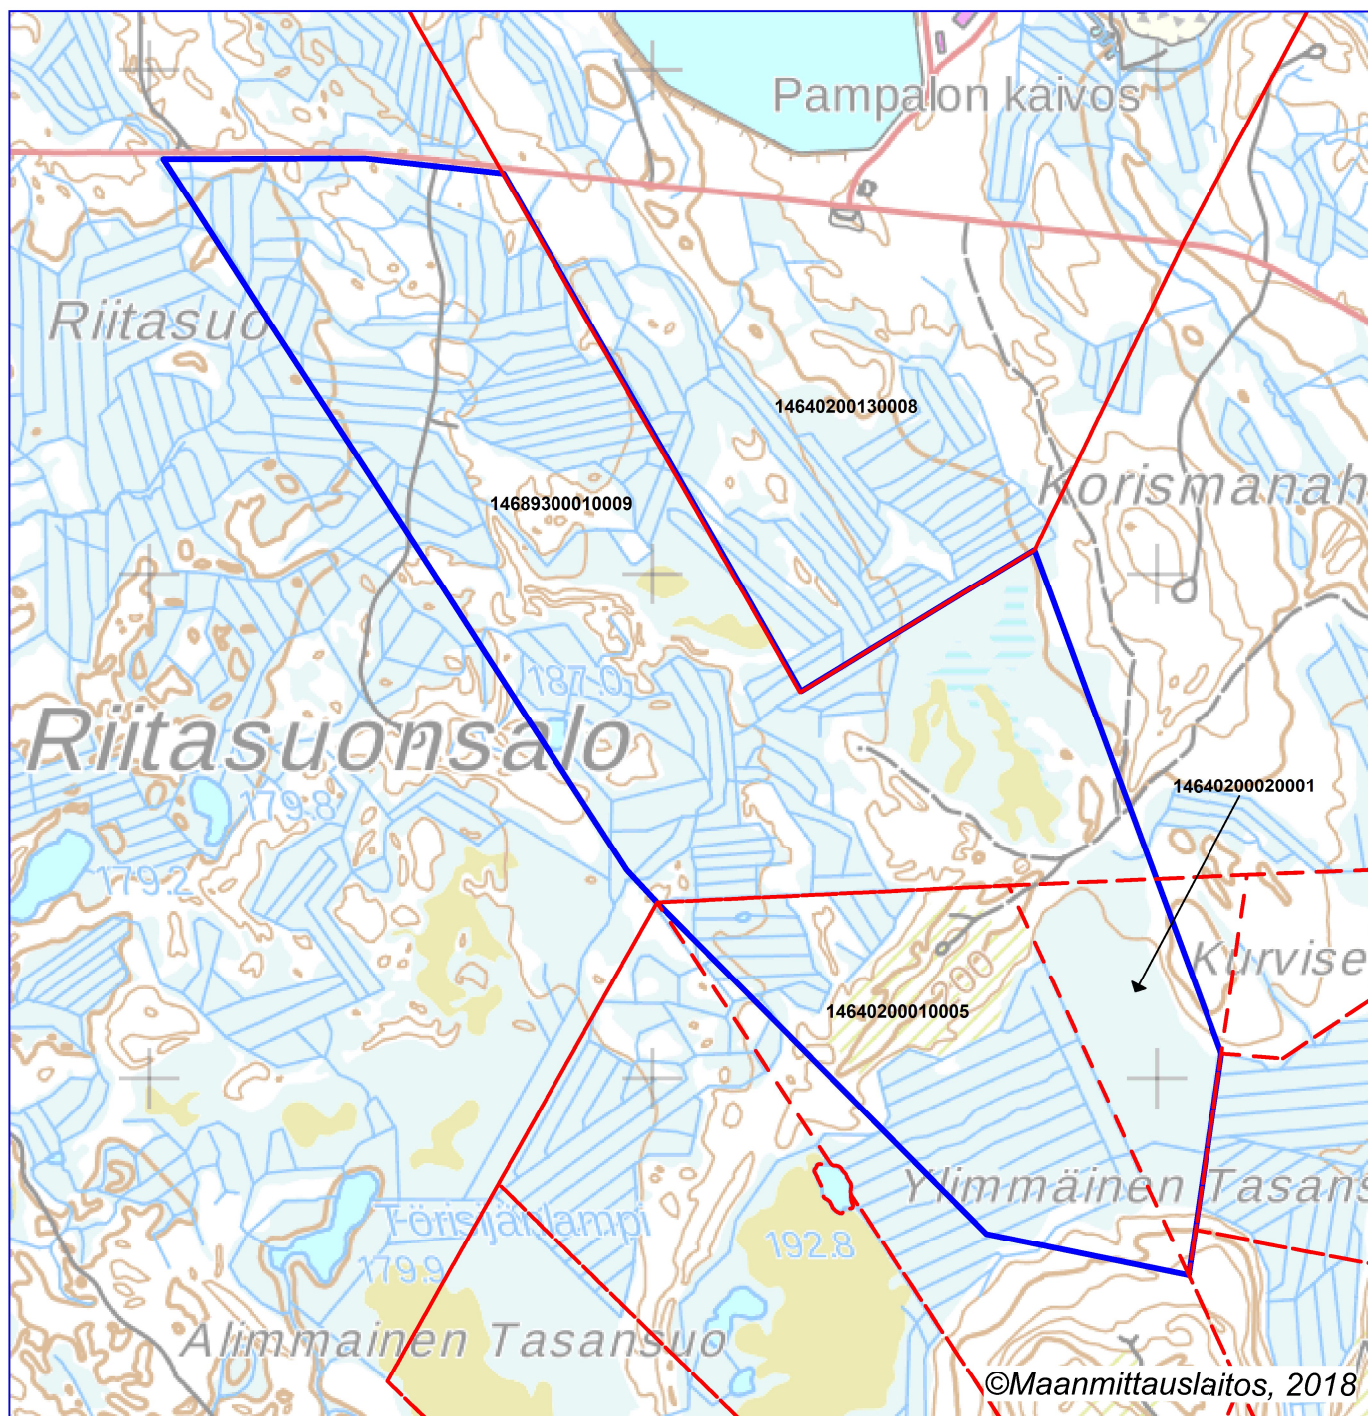 Pampalon kaivos
Riitasuo
14640200130008
Korismanah
14689300010009
187.0
Riitasuonsalo
14640200020001
179.8
179.2
Kurvise
200
14640200010005
Ylimmäinen Tasans
Törisijänlampi
192.8
179.9
Alimmainen Tasansuo
©Maanmittauslaitos, 2018